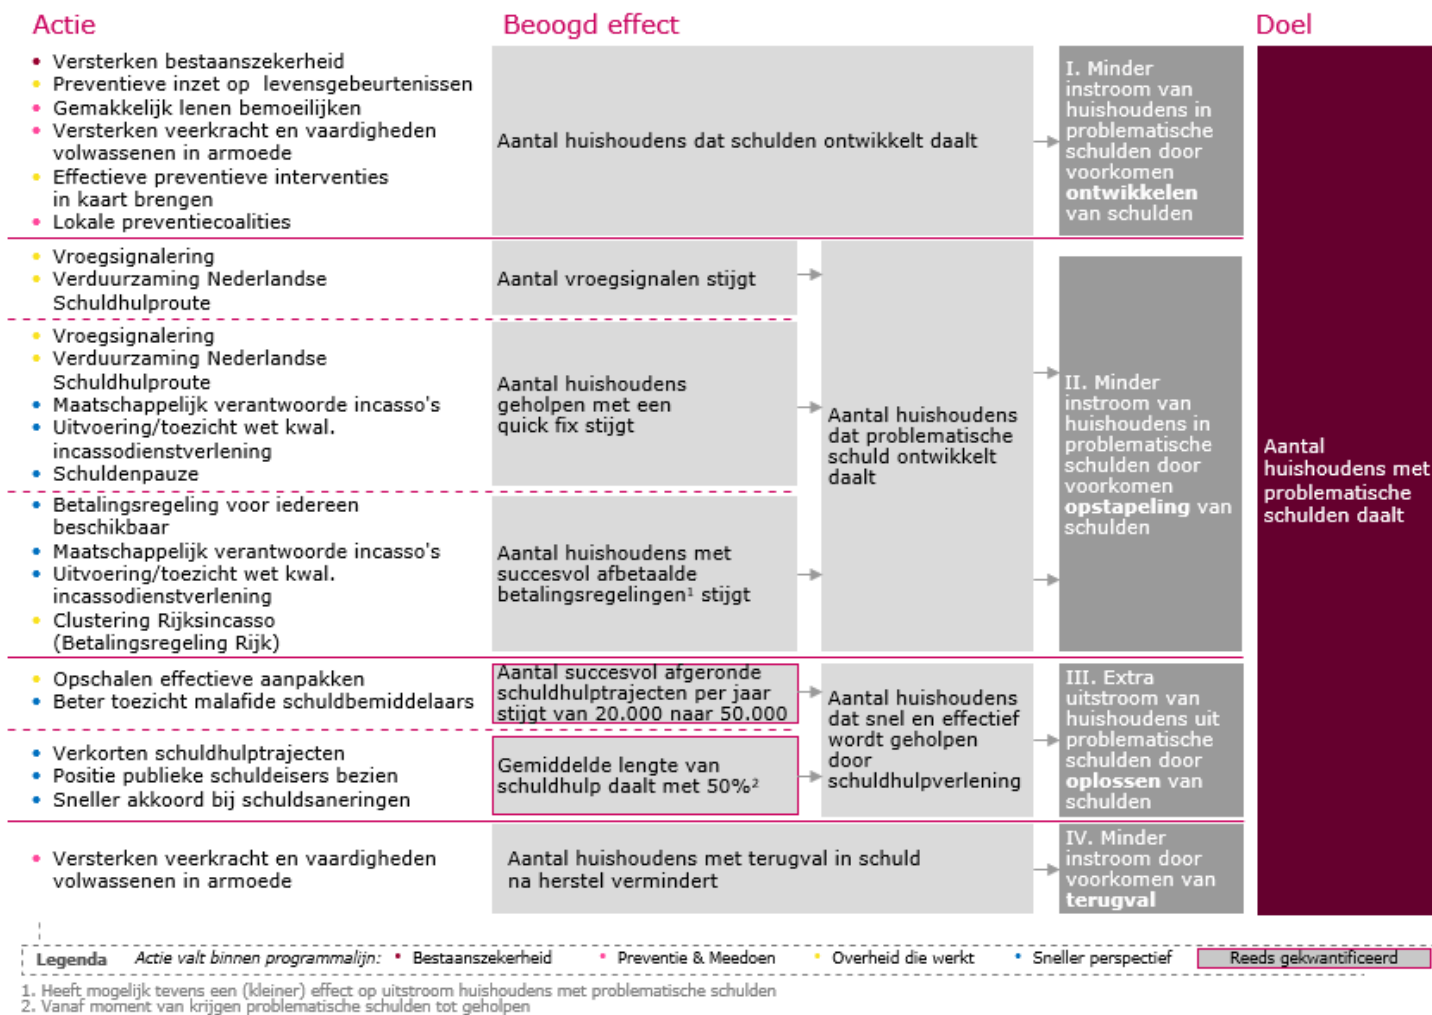 Actie
Beoogd effect
Doel
• Versterken bestaanszekerheid
• Preventieve inzet op levensgebeurtenissen
• Gemakkelijk lenen bemoeilijken
• Versterken veerkracht en vaardigheden
volwassenen in armoede
• Effectieve preventieve interventies
in kaart brengen
• Lokale preventiecoalities
Aantal huishoudens dat schulden ontwikkelt daalt
I. Minder
instroom van
huishoudens in
problematische
schulden door
voorkomen
ontwikkelen
van schulden
• Vroegsignalering
• Verduurzaming Nederlandse
Schuldhulproute
Aantal vroegsignalen stijgt
• Vroegsignalering
• Verduurzaming Nederlandse
Schuldhulproute
• Maatschappelijk verantwoorde incasso's
• Uitvoering/toezicht wet kwal.
incassodienstverlening
• Schuldenpauze
Aantal huishoudens
geholpen met een
quick fix stijgt
• Betalingsregeling voor iedereen
beschikbaar
• Maatschappelijk verantwoorde incasso's
• Uitvoering/toezicht wet kwal.
incassodienstverlening
• Clustering Rijksincasso
(Betalingsregeling Rijk)
Aantal huishoudens met
succesvol afbetaalde
betalingsregelingen¹ stijgt
Aantal huishoudens
dat problematische
schuld ontwikkelt
daalt
II. Minder
instroom van
huishoudens in
problematische
schulden door
voorkomen
opstapeling van
schulden
• Opschalen effectieve aanpakken
• Beter toezicht malafide schuldbemiddelaars
Aantal succesvol afgeronde
schuldhulptrajecten per jaar
stijgt van 20.000 naar 50.000
• Verkorten schuldhulptrajecten
• Positie publieke schuldeisers bezien
• Sneller akkoord bij schuldsaneringen
Gemiddelde lengte van
schuldhulp daalt met 50%²
Aantal huishoudens
dat snel en effectief
wordt geholpen
door
schuldhulpverlening
III. Extra
uitstroom van
huishoudens uit
problematische
schulden door
oplossen van
schulden
• Versterken veerkracht en vaardigheden
volwassenen in armoede
Aantal huishoudens met terugval in schuld
na herstel vermindert
IV. Minder
instroom door
voorkomen van
terugval
Aantal
huishoudens met
problematische
schulden daalt
Legenda Actie valt binnen programmalijn: • Bestaanszekerheid • Preventie & Meedoen • Overheid die werkt • Sneller perspectief Reeds gekwantificeerd
1. Heeft mogelijk tevens een (kleiner) effect op uitstroom huishoudens met problematische schulden
2. Vanaf moment van krijgen problematische schulden tot geholpen